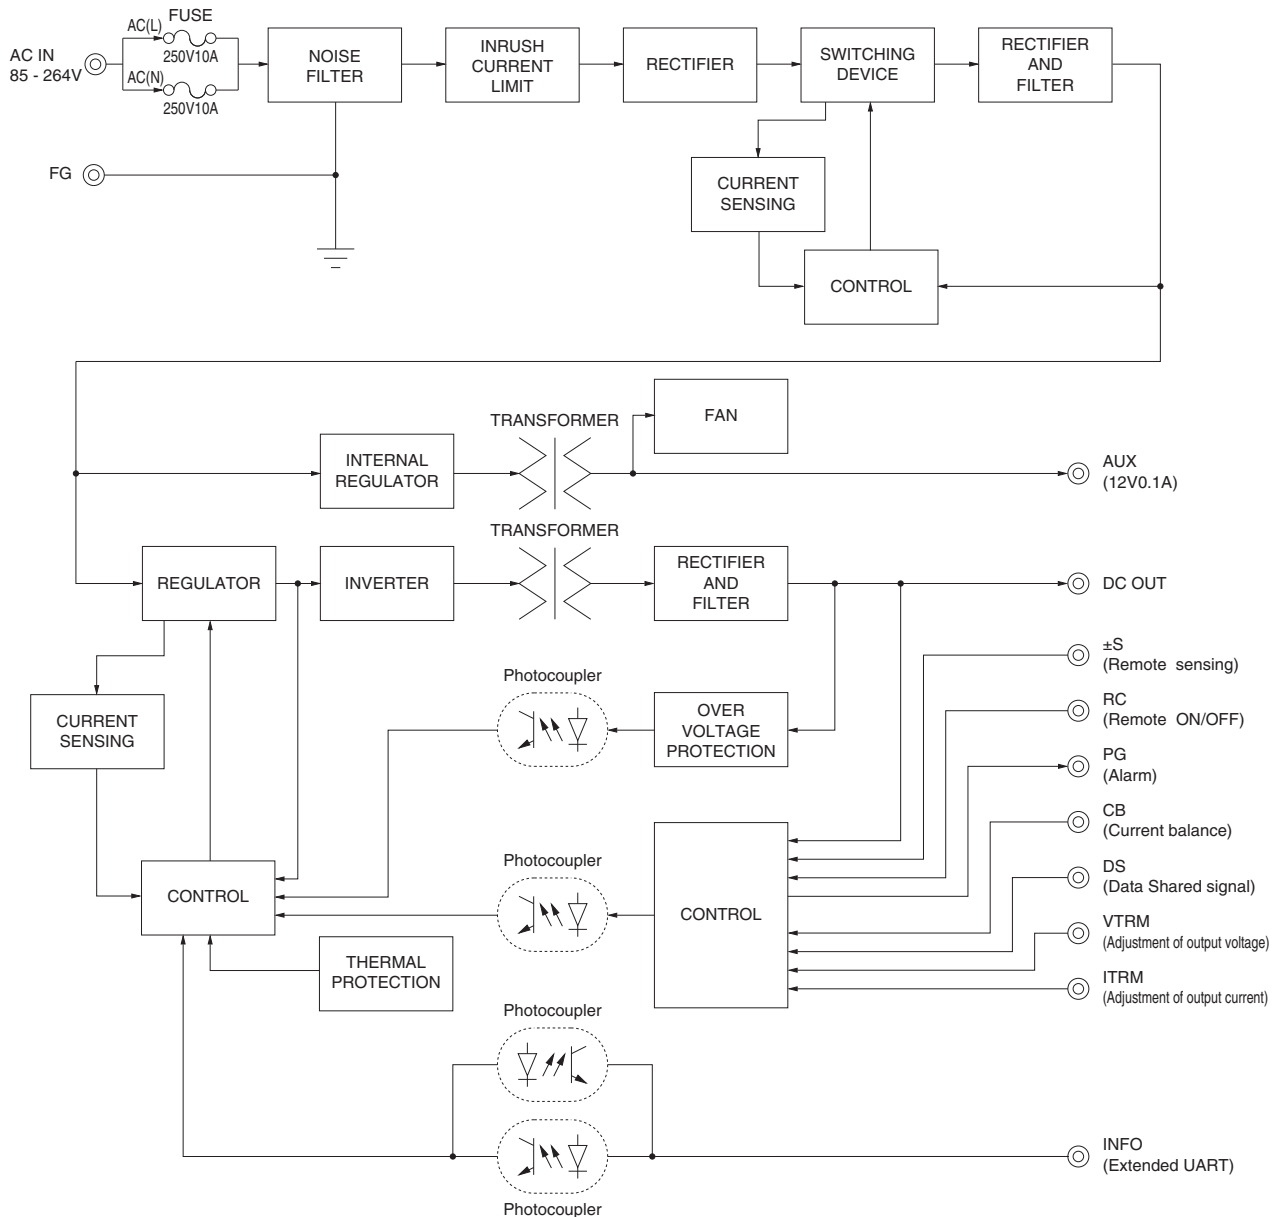 FUSE
AC(L)
250V10A
AC IN
85 - 264V
AC(N)
250V10A
NOISE
FILTER
INRUSH
CURRENT
LIMIT
RECTIFIER
SWITCHING
DEVICE
RECTIFIER
AND
FILTER
FG
CURRENT
SENSING
CONTROL
FAN
TRANSFORMER
INTERNAL
REGULATOR
AUX
(12V0.1A)
TRANSFORMER
REGULATOR
INVERTER
RECTIFIER
AND
FILTER
DC OUT
±S
(Remote sensing)
Photocoupler
CURRENT
SENSING
OVER
VOLTAGE
PROTECTION
RC
(Remote ON/OFF)
PG
(Alarm)
CB
(Current balance)
Photocoupler
CONTROL
CONTROL
DS
(Data Shared signal)
VTRM
(Adjustment of output voltage)
THERMAL
PROTECTION
ITRM
(Adjustment of output current)
Photocoupler
INFO
(Extended UART)
Photocoupler